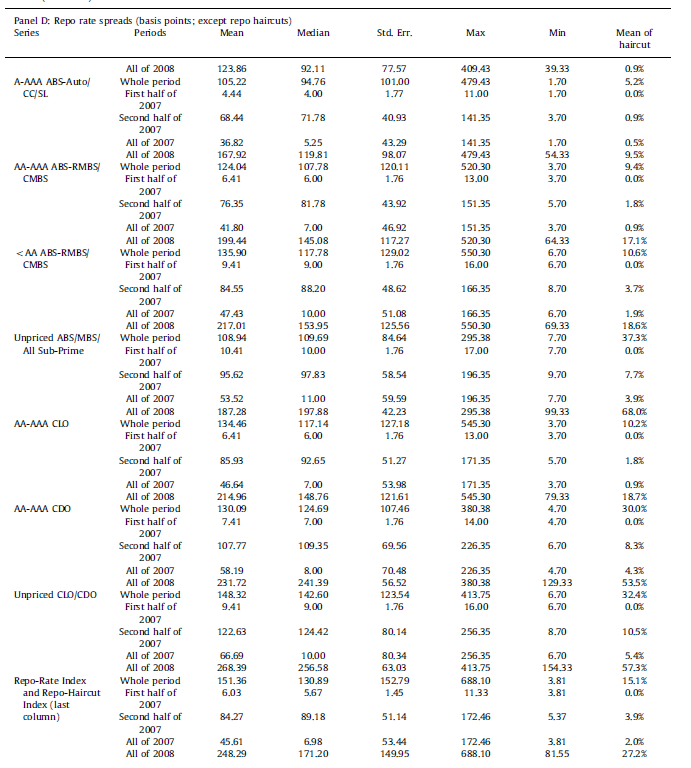 Panel D: Repo rate spreads (basis points; except repo haircuts)
Series Periods Mean Median Std. Err. Max Min Mean of
haircut
All of 2008 123.86 92.11 77.57 409.43 39.33 0.9%
A-AAA ABS-Auto/ Whole period 105.22 94.76 101.00 479.43 1.70 5.2%
CC/SL First half of 4.44 4.00 1.77 11.00 1.70 0.0%
2007
Second half of 68.44 71.78 40.93 141.35 3.70 0.9%
2007
All of 2007 36.82 5.25 43.29 141.35 1.70 0.5%
All of 2008 167.92 119.81 98.07 479.43 54.33 9.5%
AA-AAA ABS-RMBS/ Whole period 124.04 107.78 120.11 520.30 3.70 9.4%
CMBS First half of 6.41 6.00 1.76 13.00 3.70 0.0%
2007
Second half of 76.35 81.78 43.92 151.35 5.70 1.8%
2007
All of 2007 41.80 7.00 46.92 151.35 3.70 0.9%
All of 2008 199.44 145.08 117.27 520.30 64.33 17.1%
<AA ABS-RMBS/ Whole period 135.90 117.78 129.02 550.30 6.70 10.6%
CMBS First half of 9.41 9.00 1.76 16.00 6.70 0.0%
2007
Second half of 84.55 88.20 48.62 166.35 8.70 3.7%
2007
All of 2007 47.43 10.00 51.08 166.35 6.70 1.9%
All of 2008 217.01 153.95 125.56 550.30 69.33 18.6%
Unpriced ABS/MBS/ Whole period 108.94 109.69 84.64 295.38 7.70 37.3%
All Sub-Prime First half of 10.41 10.00 1.76 17.00 7.70 0.0%
2007
Second half of 95.62 97.83 58.54 196.35 9.70 7.7%
2007
All of 2007 53.52 11.00 59.59 196.35 7.70 3.9%
All of 2008 187.28 197.88 42.23 295.38 99.33 68.0%
AA-AAA CLO Whole period 134.46 117.14 127.18 545.30 3.70 10.2%
First half of 6.41 6.00 1.76 13.00 3.70 0.0%
2007
Second half of 85.93 92.65 51.27 171.35 5.70 1.8%
2007
All of 2007 46.64 7.00 53.98 171.35 3.70 0.9%
All of 2008 214.96 148.76 121.61 545.30 79.33 18.7%
AA-AAA CDO Whole period 130.09 124.69 107.46 380.38 4.70 30.0%
First half of 7.41 7.00 1.76 14.00 4.70 0.0%
2007
Second half of 107.77 109.35 69.56 226.35 6.70 8.3%
2007
All of 2007 58.19 8.00 70.48 226.35 4.70 4.3%
All of 2008 231.72 241.39 56.52 380.38 129.33 53.5%
Unpriced CLO/CDO Whole period 148.32 142.60 123.54 413.75 6.70 32.4%
First half of 9.41 9.00 1.76 16.00 6.70 0.0%
2007
Second half of 122.63 124.42 80.14 256.35 8.70 10.5%
2007
All of 2007 66.69 10.00 80.34 256.35 6.70 5.4%
All of 2008 268.39 256.58 63.03 413.75 154.33 57.3%
Repo-Rate Index Whole period 151.36 130.89 152.79 688.10 3.81 15.1%
and Repo-Haircut First half of 6.03 5.67 1.45 11.33 3.81 0.0%
Index (last 2007
column) Second half of 84.27 89.18 51.14 172.46 5.37 3.9%
2007
All of 2007 45.61 6.98 53.44 172.46 3.81 2.0%
All of 2008 248.29 171.20 149.95 688.10 81.55 27.2%